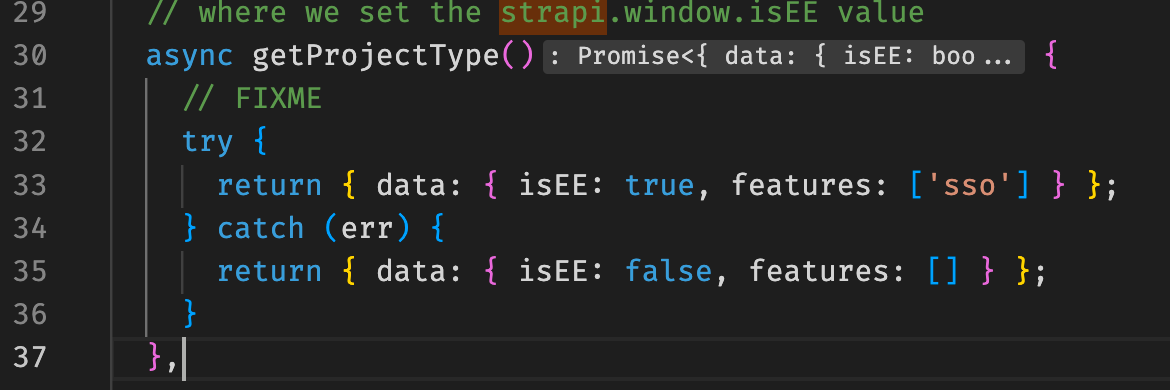 29 // where we set the strapi.window.isEE value
30 async getProjectType() : Promise<{ data: { isEE: boo ... {
31 // FIXME
32 try {
33 return { data: { isEE: true, features: ['sso'] } };
34 } catch (err) {
35 return { data: { isEE: false, features: [] } };
36 }
37 },